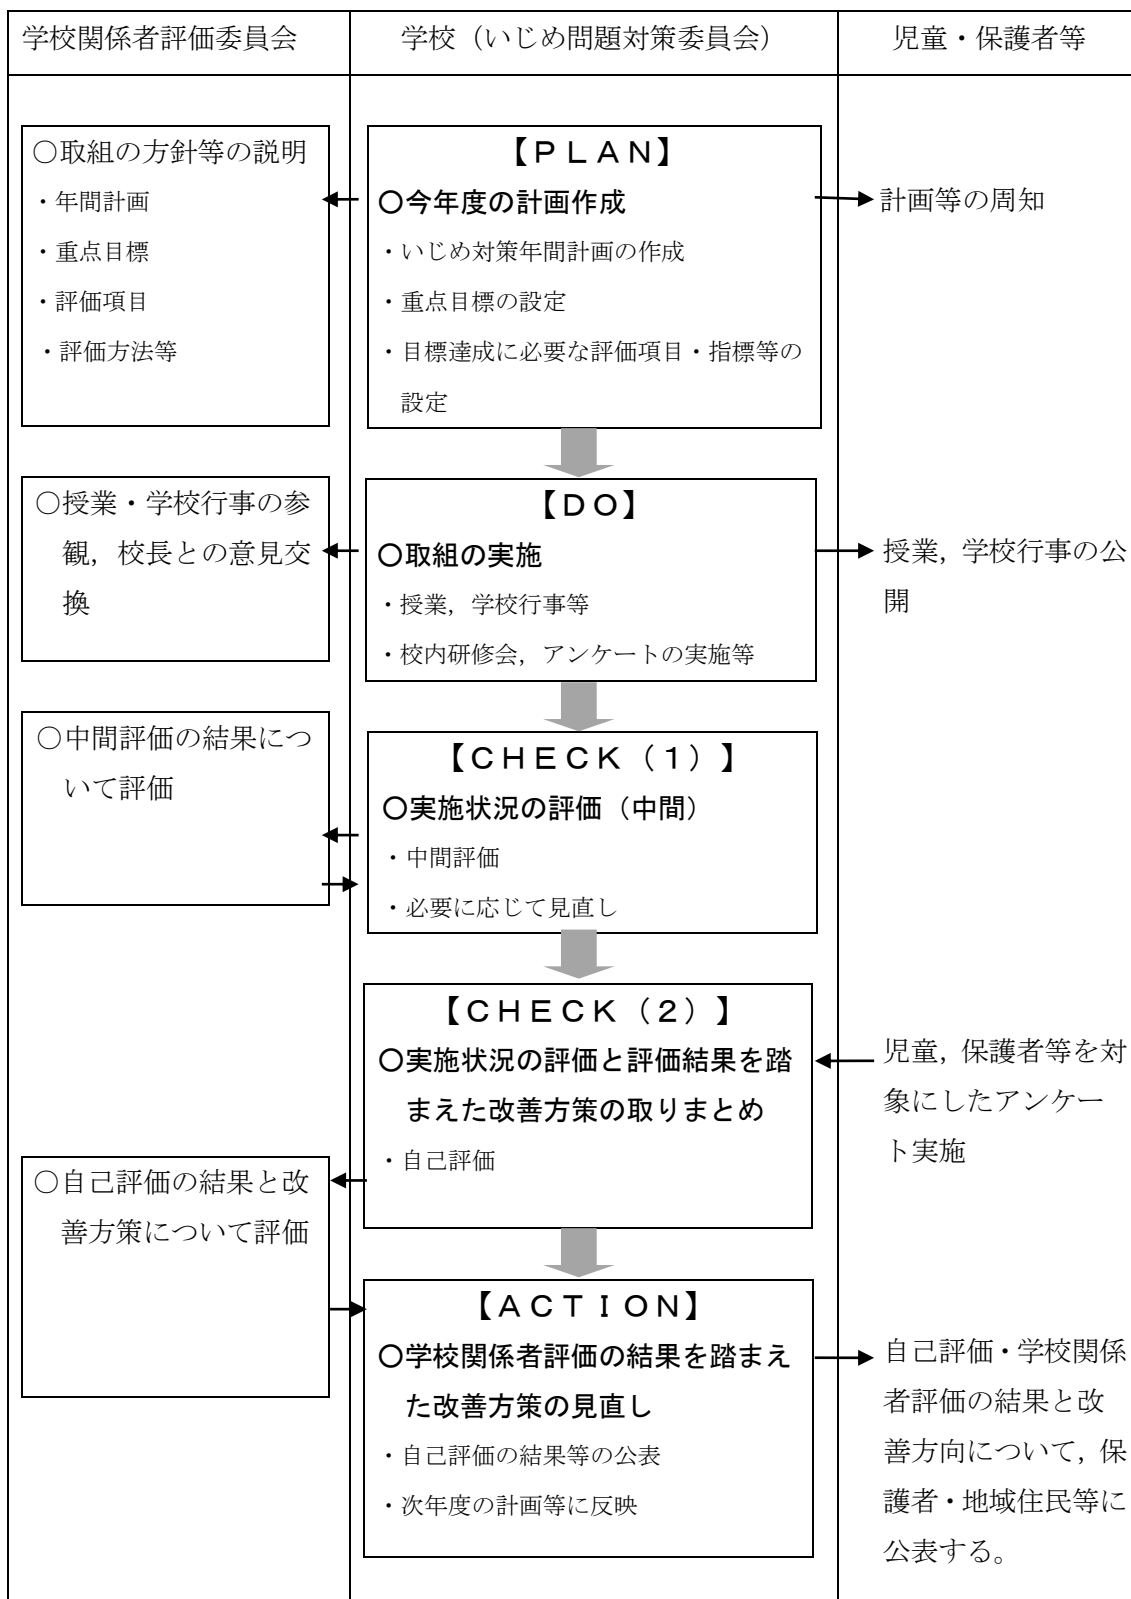 学校関係者評価委員会
学校（いじめ問題対策委員会）
児童・保護者等
○取組の方針等の説明
・年間計画
・重点目標
・評価項目
・評価方法等
【ＰＬＡＮ】
○今年度の計画作成
・いじめ対策年間計画の作成
・重点目標の設定
・目標達成に必要な評価項目・指標等の
設定
計画等の周知
○授業・学校行事の参
観，校長との意見交
換
【ＤＯ】
○取組の実施
・授業，学校行事等
・校内研修会，アンケートの実施等
授業，学校行事の公
開
○中間評価の結果につ
いて評価
【ＣＨＥＣＫ（１）】
○実施状況の評価（中間）
・中間評価
・必要に応じて見直し
【ＣＨＥＣＫ（２）】
○実施状況の評価と評価結果を踏
まえた改善方策の取りまとめ
・自己評価
児童，保護者等を対
象にしたアンケー
ト実施
○自己評価の結果と改
善方策について評価
【ＡＣＴＩＯＮ】
○学校関係者評価の結果を踏まえ
た改善方策の見直し
・自己評価の結果等の公表
・次年度の計画等に反映
自己評価・学校関係
者評価の結果と改
善方向について，保
護者・地域住民等に
公表する。